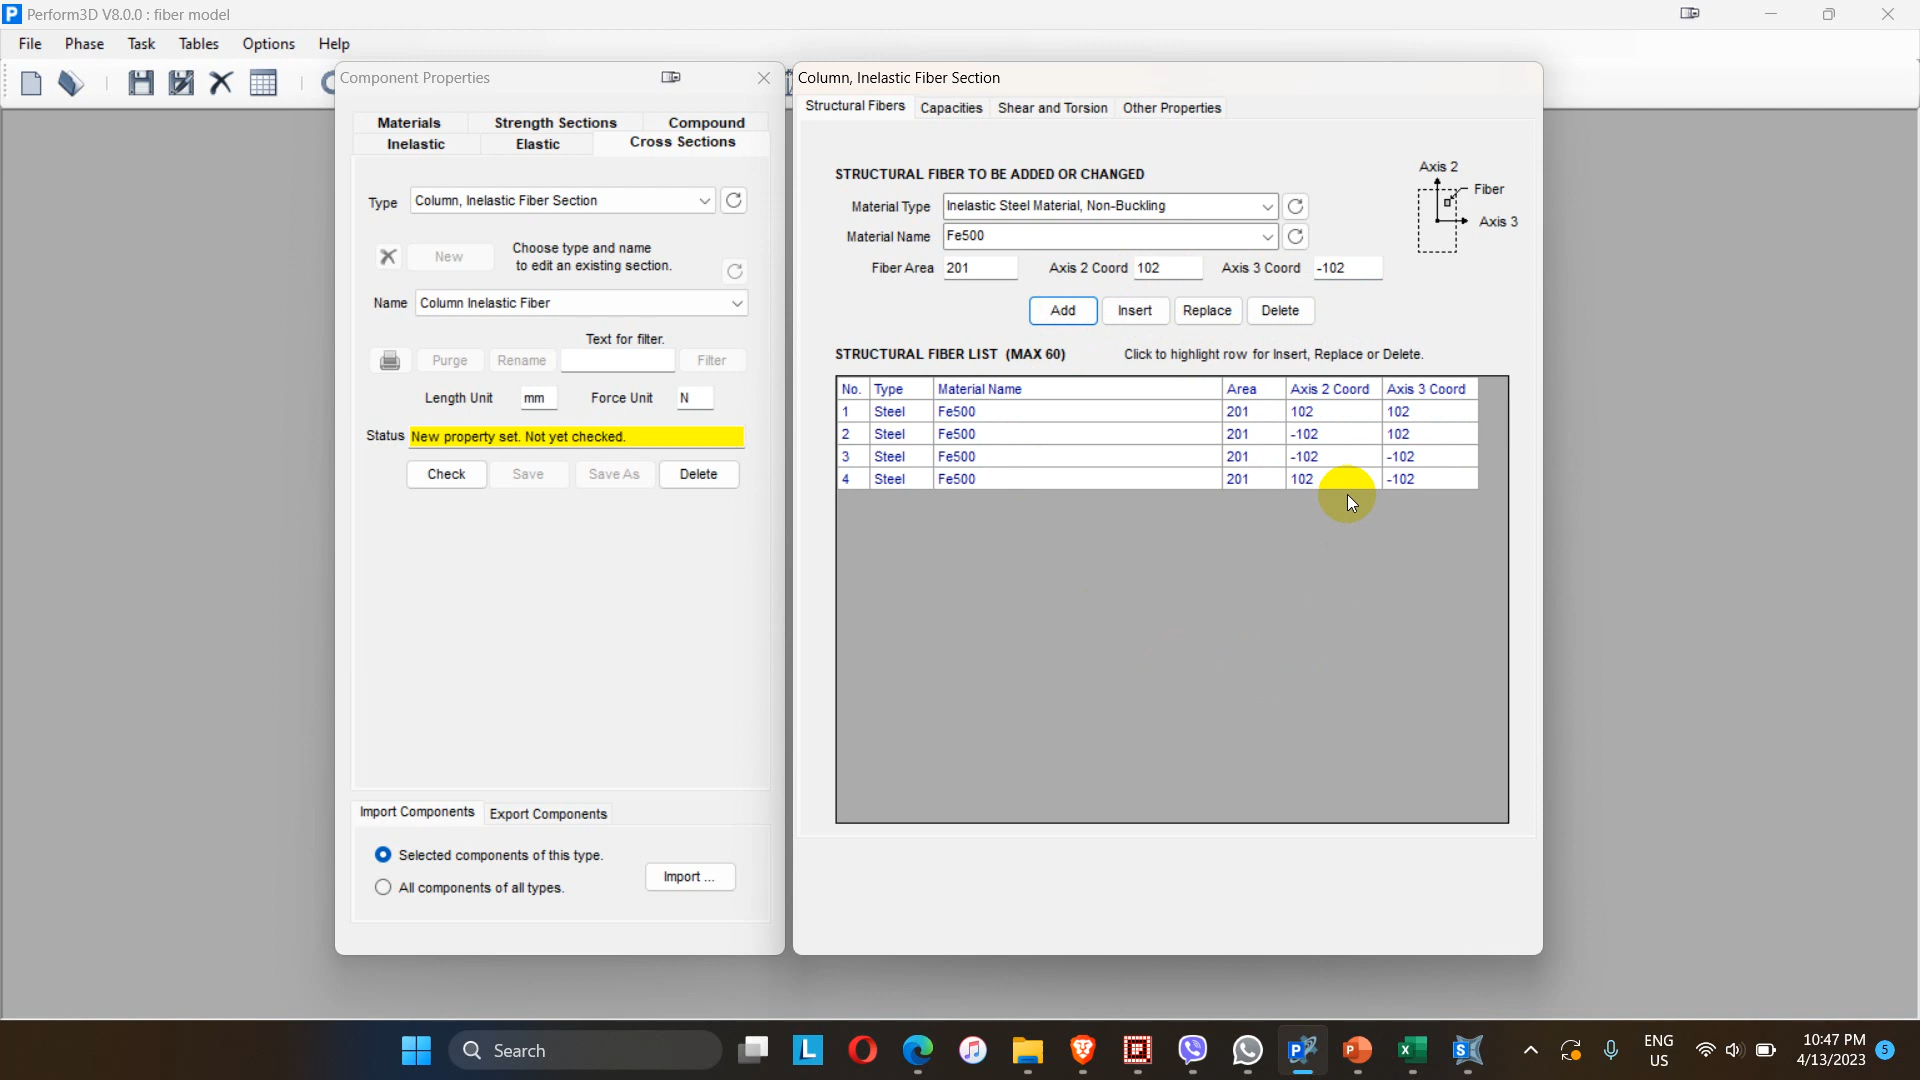 Perform3D V8.0.0 : fiber model
File Phase Task Tables Options Help
Component Properties
Materials Strength Sections Compound
Inelastic Elastic Cross Sections
Type Column, Inelastic Fiber Section
New
Choose type and name
to edit an existing section.
Name Column Inelastic Fiber
Text for filter.
Purge Rename Filter
Length Unit mm Force Unit N
Status New property set. Not yet checked.
Check Save Save As Delete
Import Components Export Components
Selected components of this type.
All components of all types.
Import ...
Column, Inelastic Fiber Section
Structural Fibers Capacities Shear and Torsion Other Properties
STRUCTURAL FIBER TO BE ADDED OR CHANGED
Material Type Inelastic Steel Material, Non-Buckling
Material Name Fe500
Fiber Area 201 Axis 2 Coord 102 Axis 3 Coord -102
Axis 2
Fiber
Axis 3
Add Insert Replace Delete
STRUCTURAL FIBER LIST (MAX 60) Click to highlight row for Insert, Replace or Delete.
No. Type Material Name Area Axis 2 Coord Axis 3 Coord
1 Steel Fe500 201 102 102
2 Steel Fe500 201 -102 102
3 Steel Fe500 201 -102 -102
4 Steel Fe500 201 102 -102
Search
ENG
US
10:47 PM
4/13/2023
5